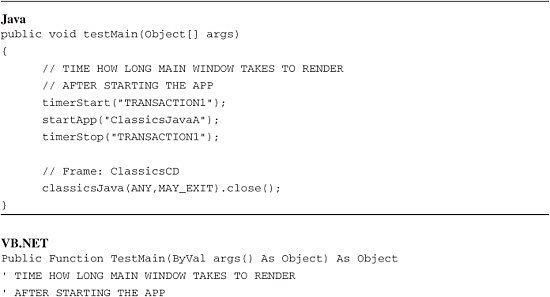 Java
public void testMain(Object[] args)
{
// TIME HOW LONG MAIN WINDOW TAKES TO RENDER
// AFTER STARTING THE APP
timerStart("TRANSACTION1");
startApp("ClassicsJavaA");
timerStop("TRANSACTION1");
// Frame: ClassicsCD
classicsJava(ANY,MAY_EXIT).close();
}
VB.NET
Public Function TestMain(ByVal args() As Object) As Object
' TIME HOW LONG MAIN WINDOW TAKES TO RENDER
' AFTER STARTING THE APP